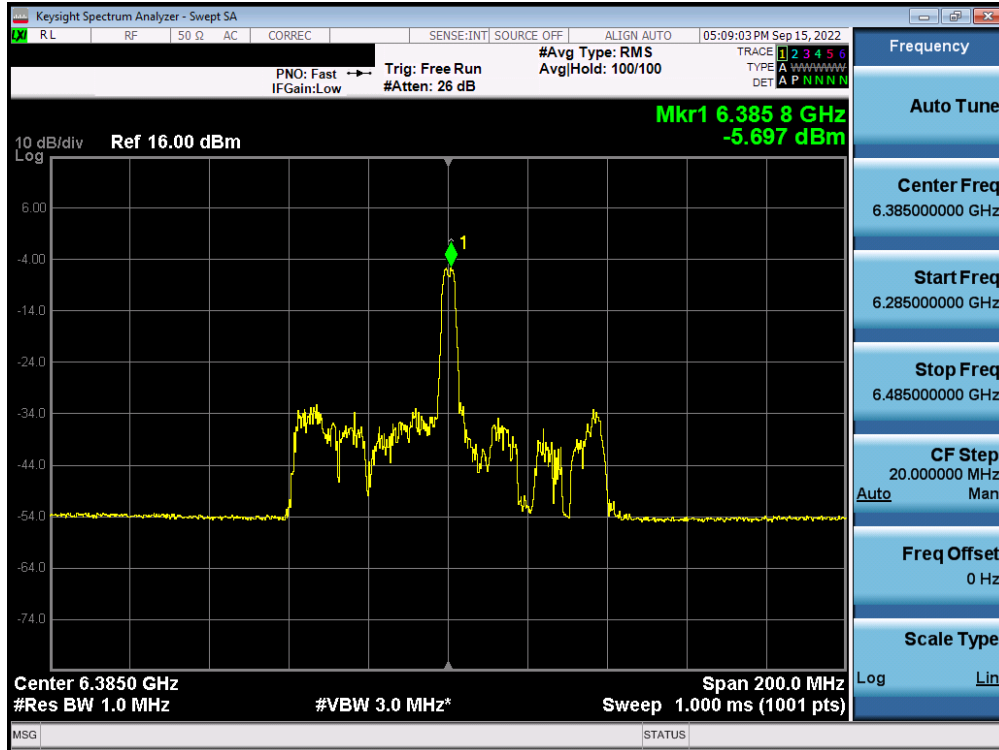 Keysight Spectrum Analyzer - Swept SA
LXI RL RF 50 Ω AC CORREC SENSE:INT SOURCE OFF ALIGN AUTO 05:09:03 PM Sep 15, 2022
PNO: Fast
IFGain:Low
Trig: Free Run
#Atten: 26 dB
#Avg Type: RMS
Avg|Hold: 100/100
TRACE 1 2 3 4 5 6
TYPE A WWWWW
DET A P N N N N
Mkr1 6.385 8 GHz
-5.697 dBm
10 dB/div Ref 16.00 dBm
Log
6.00
1
-4.00
-14.0
-24.0
-34.0
-44.0
-54.0
-64.0
-74.0
Center 6.3850 GHz Span 200.0 MHz
#Res BW 1.0 MHz #VBW 3.0 MHz* Sweep 1.000 ms (1001 pts)
MSG STATUS
Frequency
Auto Tune
Center Freq
6.385000000 GHz
Start Freq
6.285000000 GHz
Stop Freq
6.485000000 GHz
CF Step
20.000000 MHz
Auto Man
Freq Offset
0 Hz
Scale Type
Log Lin